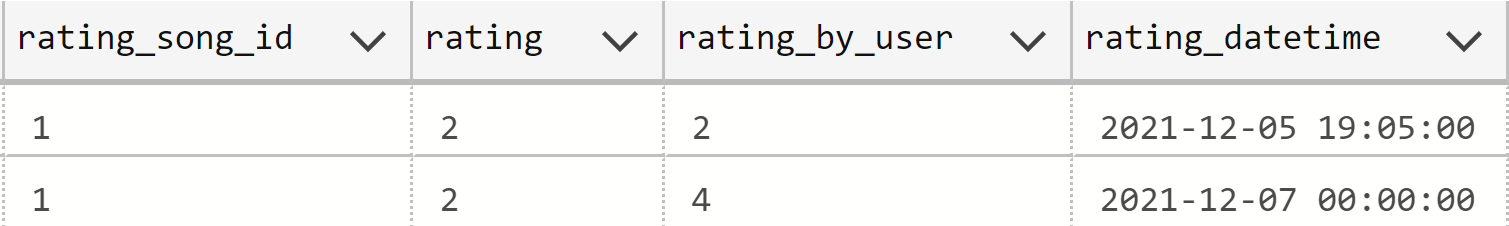 rating_song_id rating rating_by_user rating_datetime
1 2 2 2021-12-05 19:05:00
1 2 4 2021-12-07 00:00:00